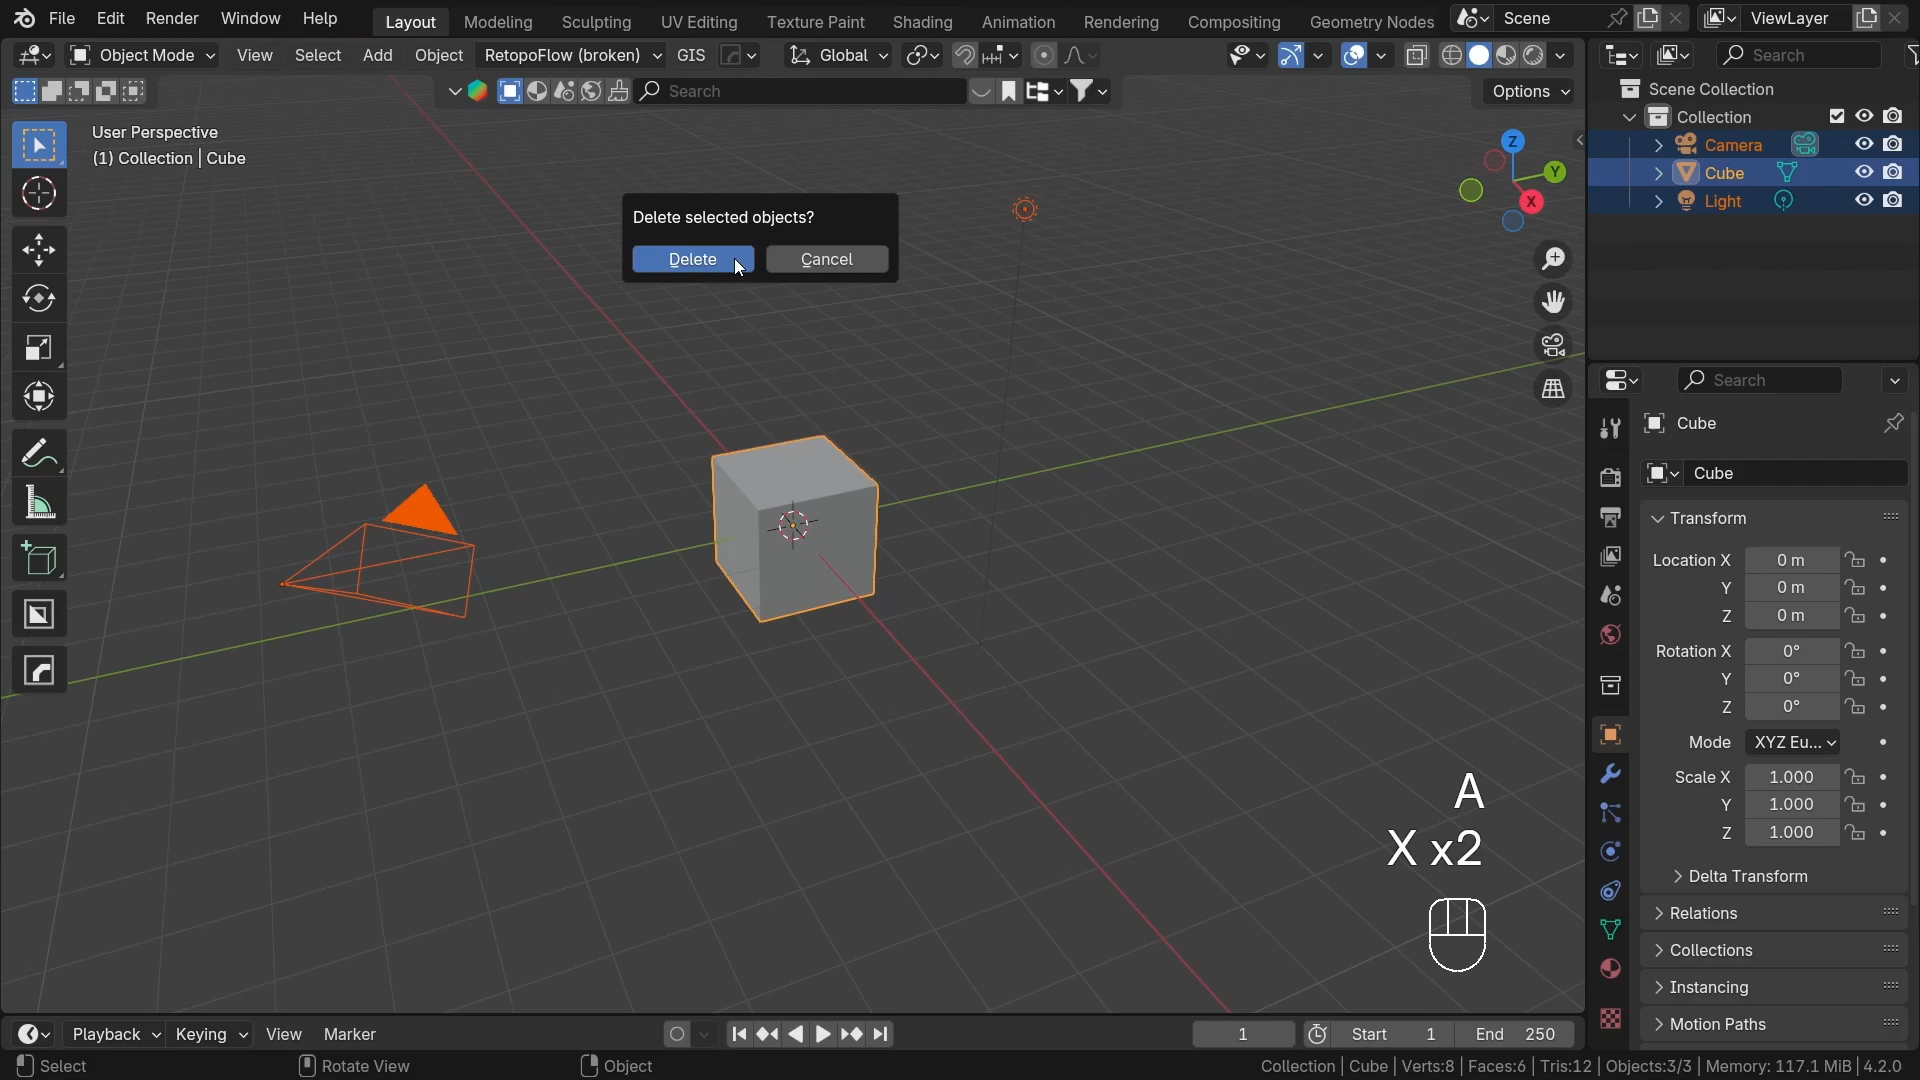 File Edit Render Window Help Layout Modeling Sculpting UV Editing Texture Paint Shading Animation Rendering Compositing Geometry Nodes Scene ViewLayer
Object Mode View Select Add Object RetopoFlow (broken) GIS Global Search
Search Options
User Perspective
(1) Collection | Cube
Delete selected objects?
Delete Cancel
Z
Y
X
Scene Collection
Collection
Camera
Cube
Light
Search
Cube
Cube
Transform
Location X 0 m
Y 0 m
Z 0 m
Rotation X 0°
Y 0°
Z 0°
Mode XYZ Eu...
Scale X 1.000
Y 1.000
Z 1.000
Delta Transform
Relations
Collections
Instancing
Motion Paths
A
X x2
Playback Keying View Marker 1 Start 1 End 250
Select Rotate View Object Collection | Cube | Verts:8 | Faces:6 | Tris:12 | Objects:3/3 | Memory: 117.1 MiB | 4.2.0